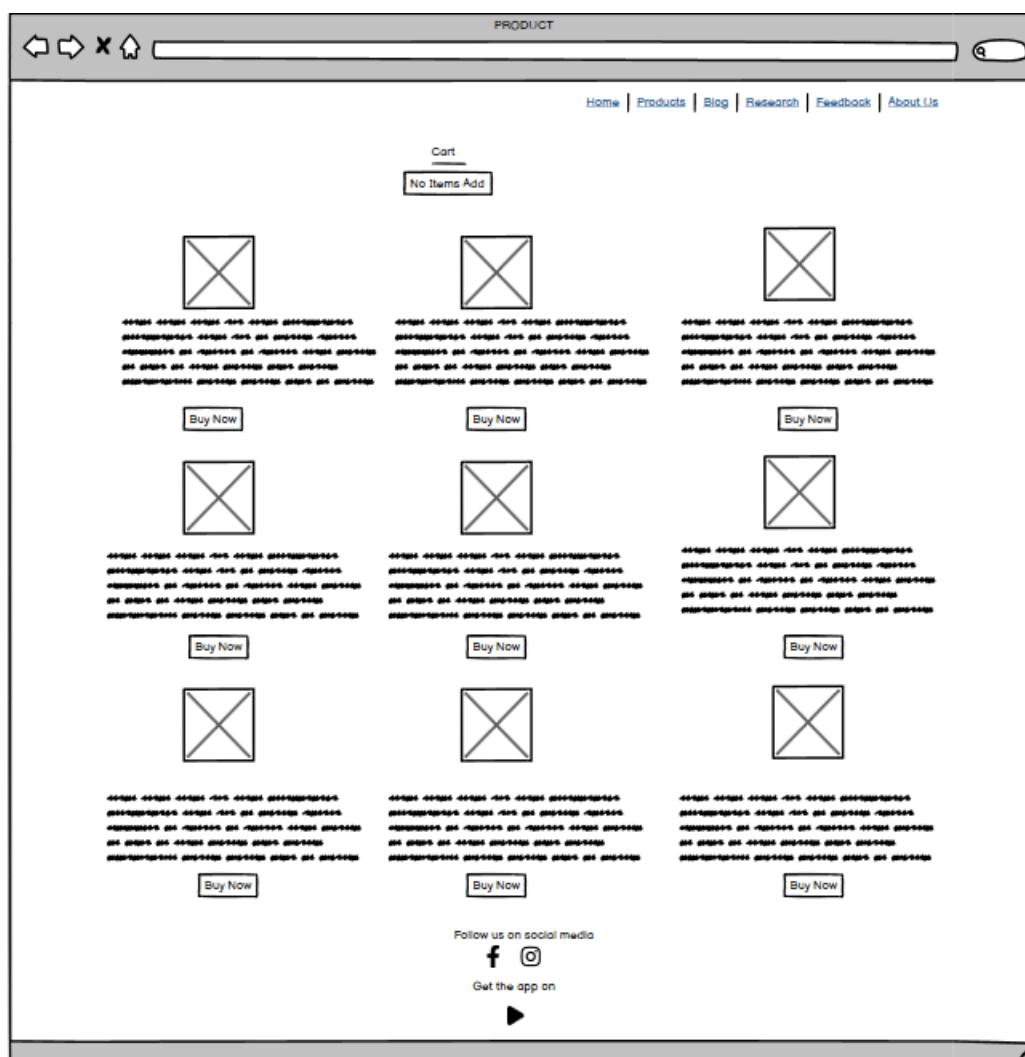 PRODUCT
Home Products Blog Research Feedback About Us
Cart
No Items Add
Buy Now Buy Now Buy Now
Buy Now Buy Now Buy Now
Buy Now Buy Now Buy Now
Follow us on social media
Get the app on